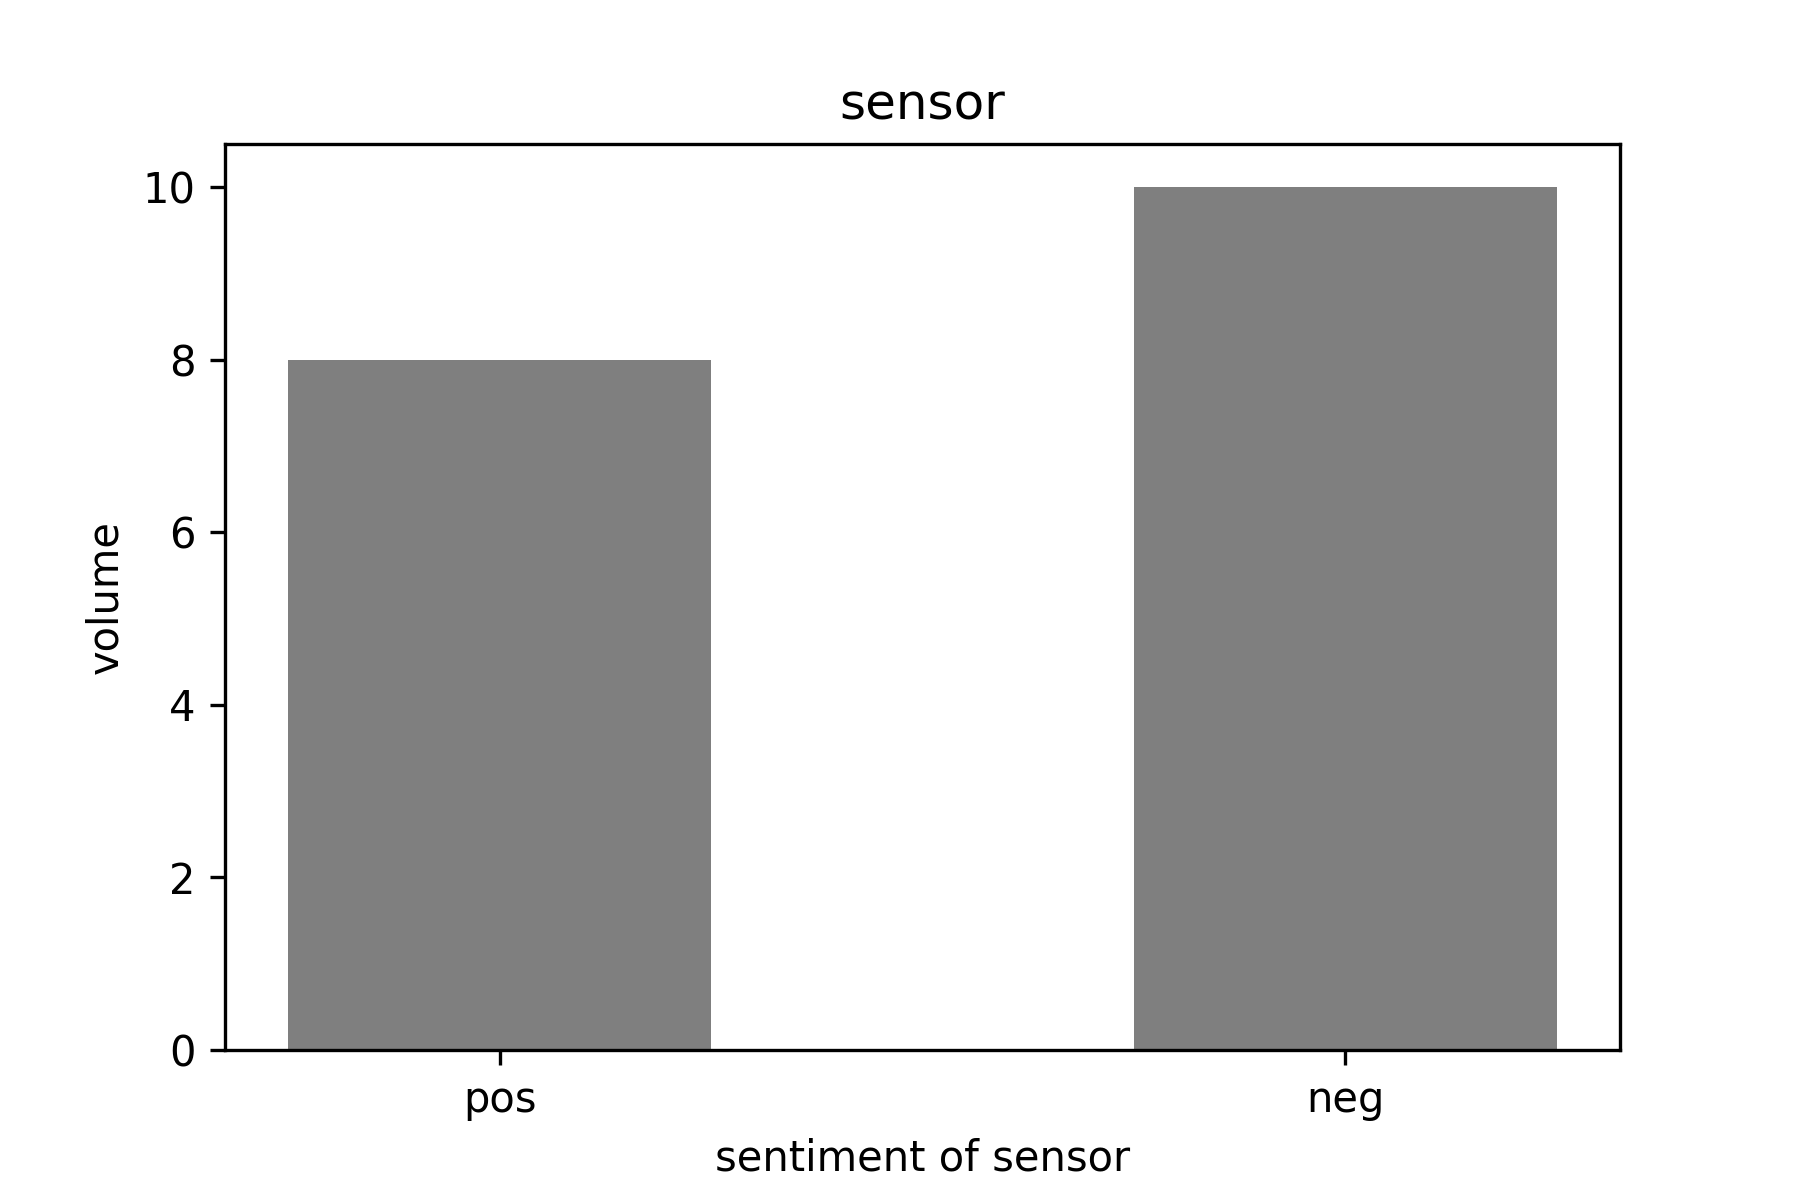 sensor
10
8
6
4
2
0
volume
pos neg
sentiment of sensor